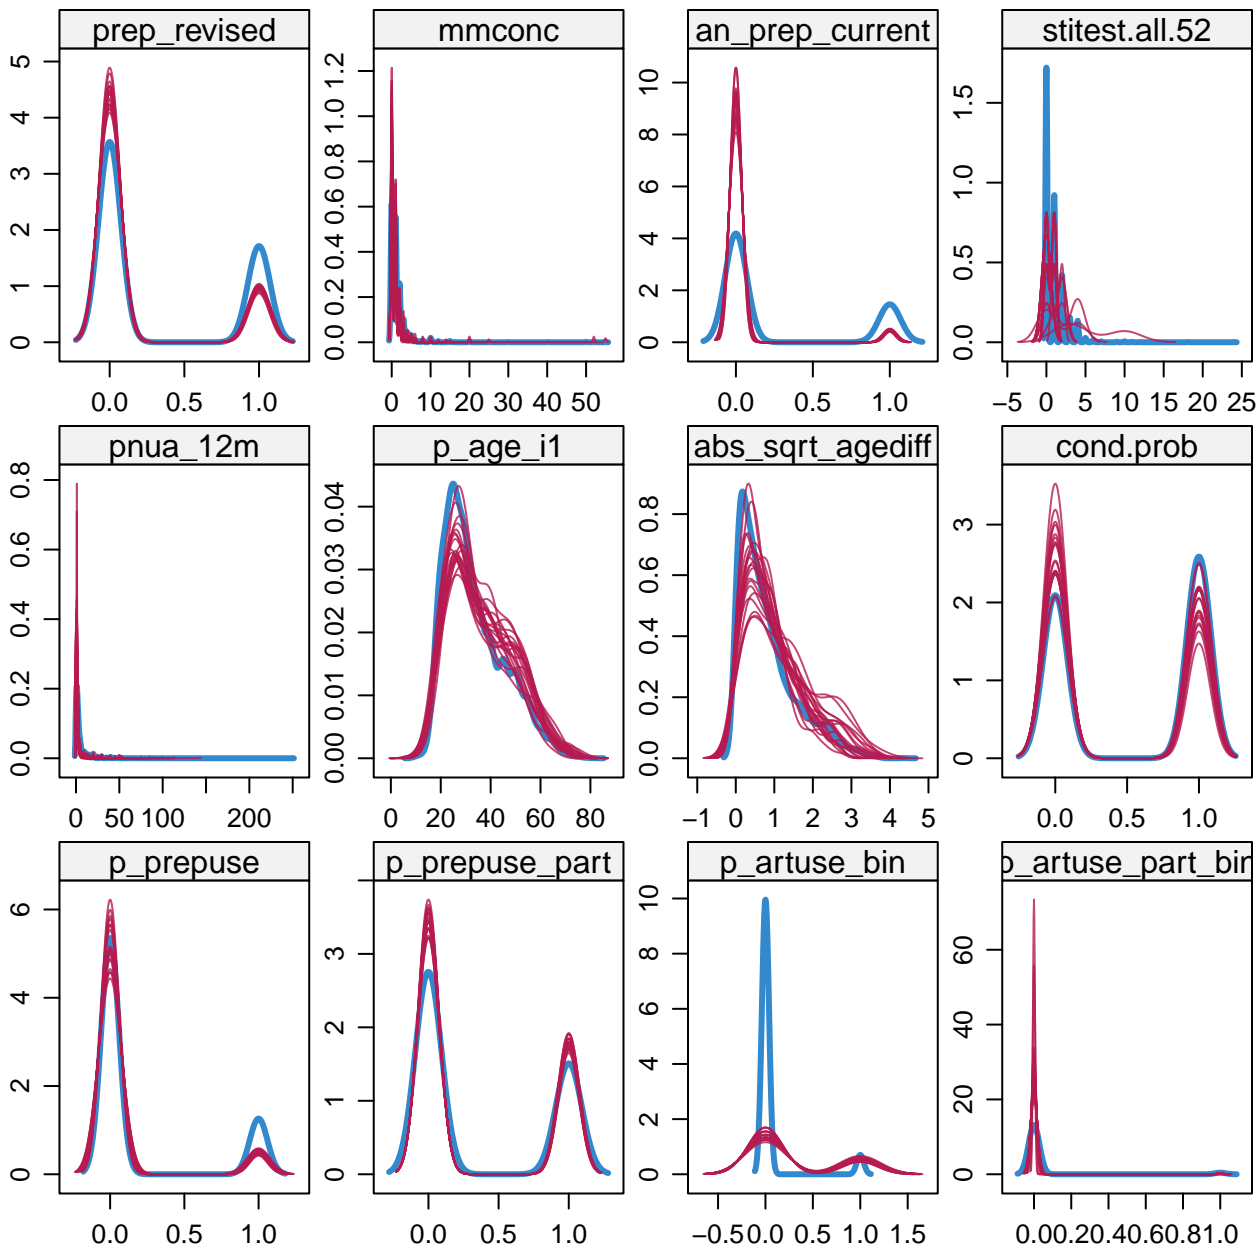 prep_revised
mmconc
an_prep_current
stitest.all.52
0 1 2 3 4 5
0.0 0.2 0.4 0.6 0.8 1.0 1.2
0 2 4 6 8 10
0.0 0.5 1.0 1.5
0.0 0.5 1.0
0 10 20 30 40 50
0.0 0.5 1.0
−5 0 5 10 15 20 25
pnua_12m
p_age_i1
abs_sqrt_agediff
cond.prob
0.0 0.2 0.4 0.6 0.8
0.00 0.01 0.02 0.03 0.04
0.0 0.2 0.4 0.6 0.8
0 1 2 3
0 50 100 200
0 20 40 60 80
−1 0 1 2 3 4 5
0.0 0.5 1.0
p_prepuse
p_prepuse_part
p_artuse_bin
p_artuse_part_bin
0 2 4 6
0 1 2 3
0 2 4 6 8 10
0 20 40 60
0.0 0.5 1.0
0.0 0.5 1.0
−0.5 0.0 0.5 1.0 1.5
0.00.20.40.60.81.0